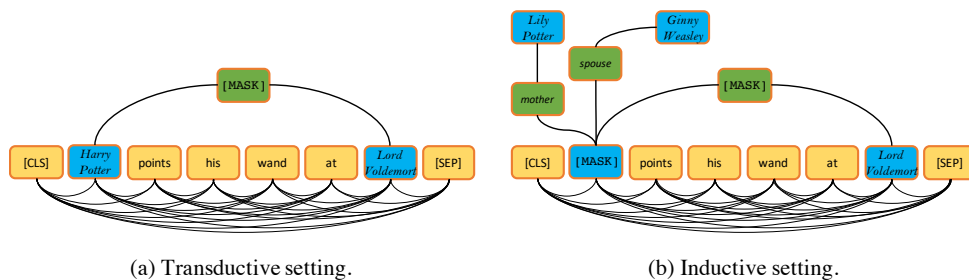 [MASK]
[CLS] Harry Potter points his wand at Lord Voldemort [SEP]
(a) Transductive setting.
Lily Potter
Ginny Weasley
spouse
mother
[MASK]
[CLS] [MASK] points his wand at Lord Voldemort [SEP]
(b) Inductive setting.